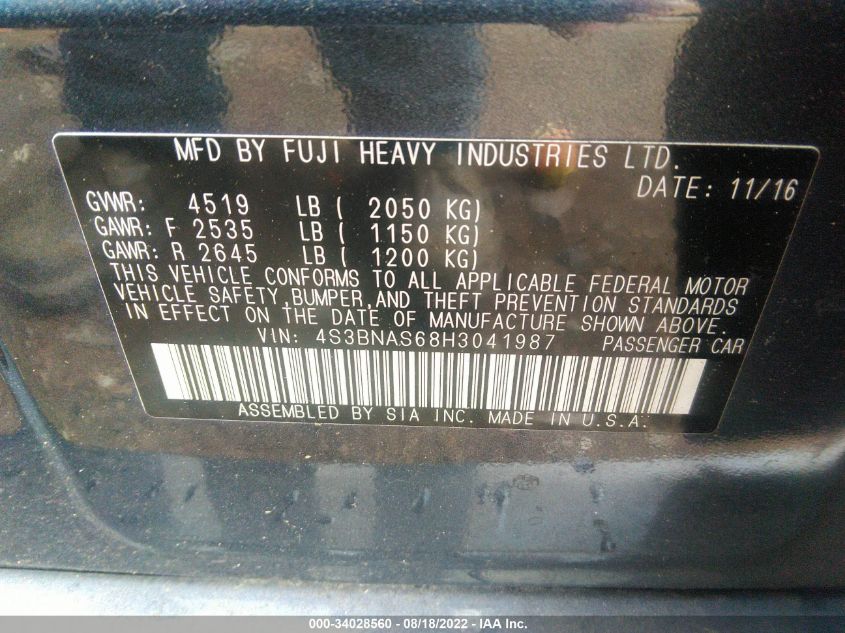 MFD BY FUJI HEAVY INDUSTRIES LTD.
DATE: 11/16
GVWR: 4519 LB ( 2050 KG)
GAWR: F 2535 LB ( 1150 KG)
GAWR: R 2645 LB ( 1200 KG)
THIS VEHICLE CONFORMS TO ALL APPLICABLE FEDERAL MOTOR
VEHICLE SAFETY,BUMPER,AND THEFT PREVENTION STANDARDS
IN EFFECT ON THE DATE OF MANUFACTURE SHOWN ABOVE.
VIN: 4S3BNAS68H3041987 PASSENGER CAR
ASSEMBLED BY SIA INC. MADE IN U.S.A.
000-34028560 - 08/18/2022 - IAA Inc.